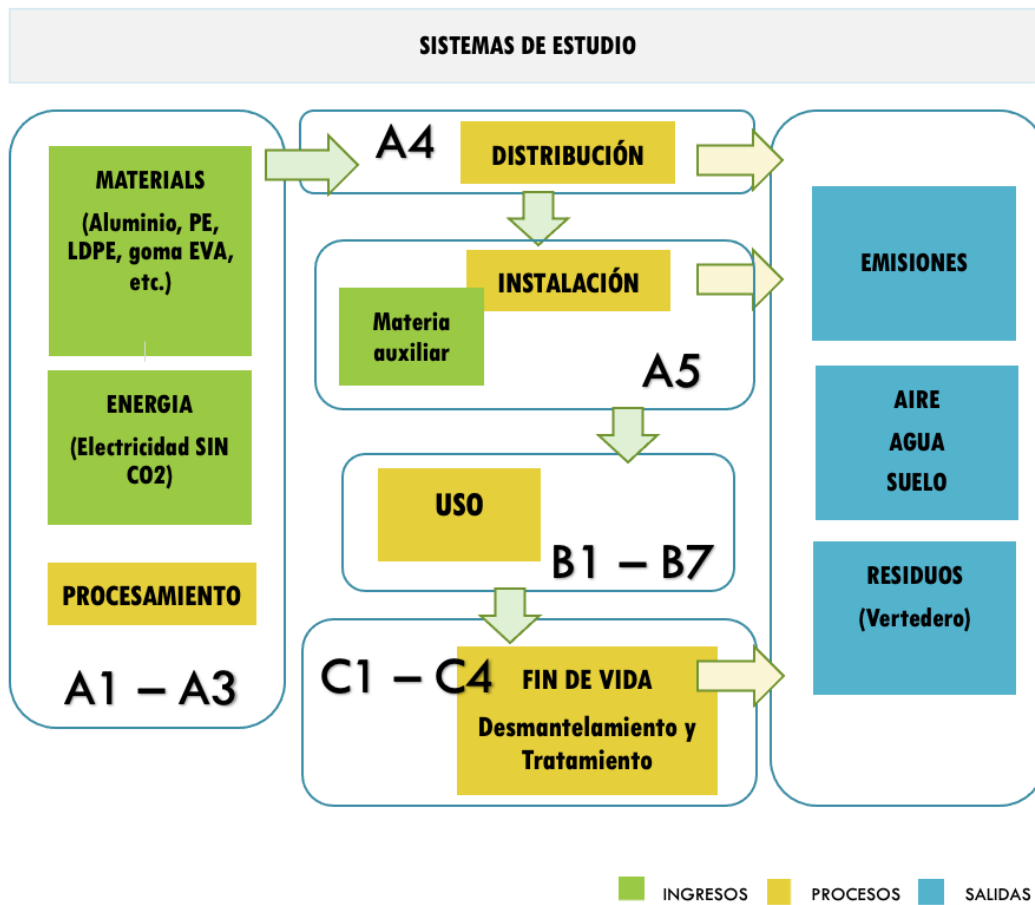 SISTEMAS DE ESTUDIO
MATERIALS
(Aluminio, PE,
LDPE, goma EVA,
etc.)
ENERGIA
(Electricidad SIN
CO2)
PROCESAMIENTO
A1 – A3
A4
DISTRIBUCIÓN
INSTALACIÓN
Materia
auxiliar
A5
USO
B1 – B7
C1 – C4
FIN DE VIDA
Desmantelamiento y
Tratamiento
EMISIONES
AIRE
AGUA
SUELO
RESIDUOS
(Vertedero)
INGRESOS
PROCESOS
SALIDAS